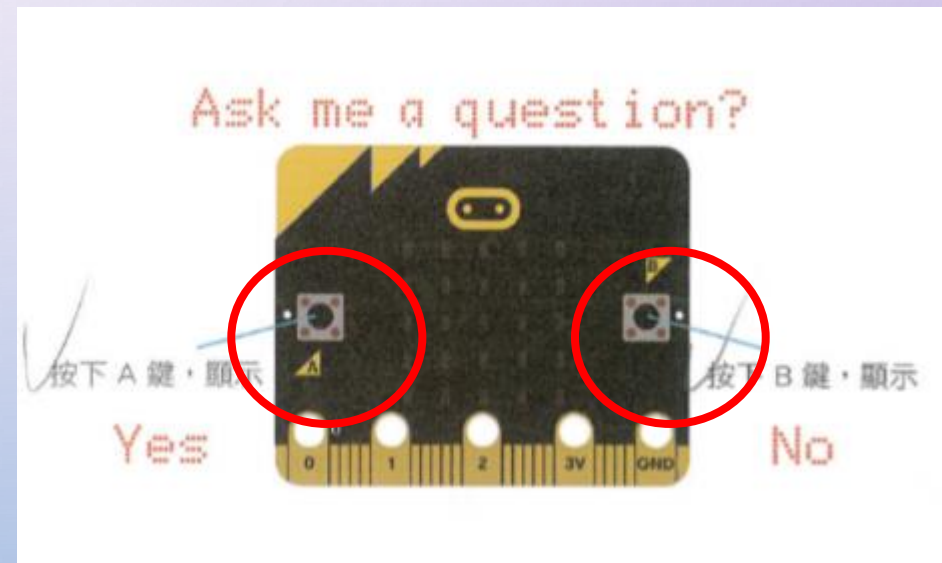 Ask me a question?
B
按下 A 鍵，顯示
A
按下 B 鍵，顯示
Yes
No
0 1 2 3V GND